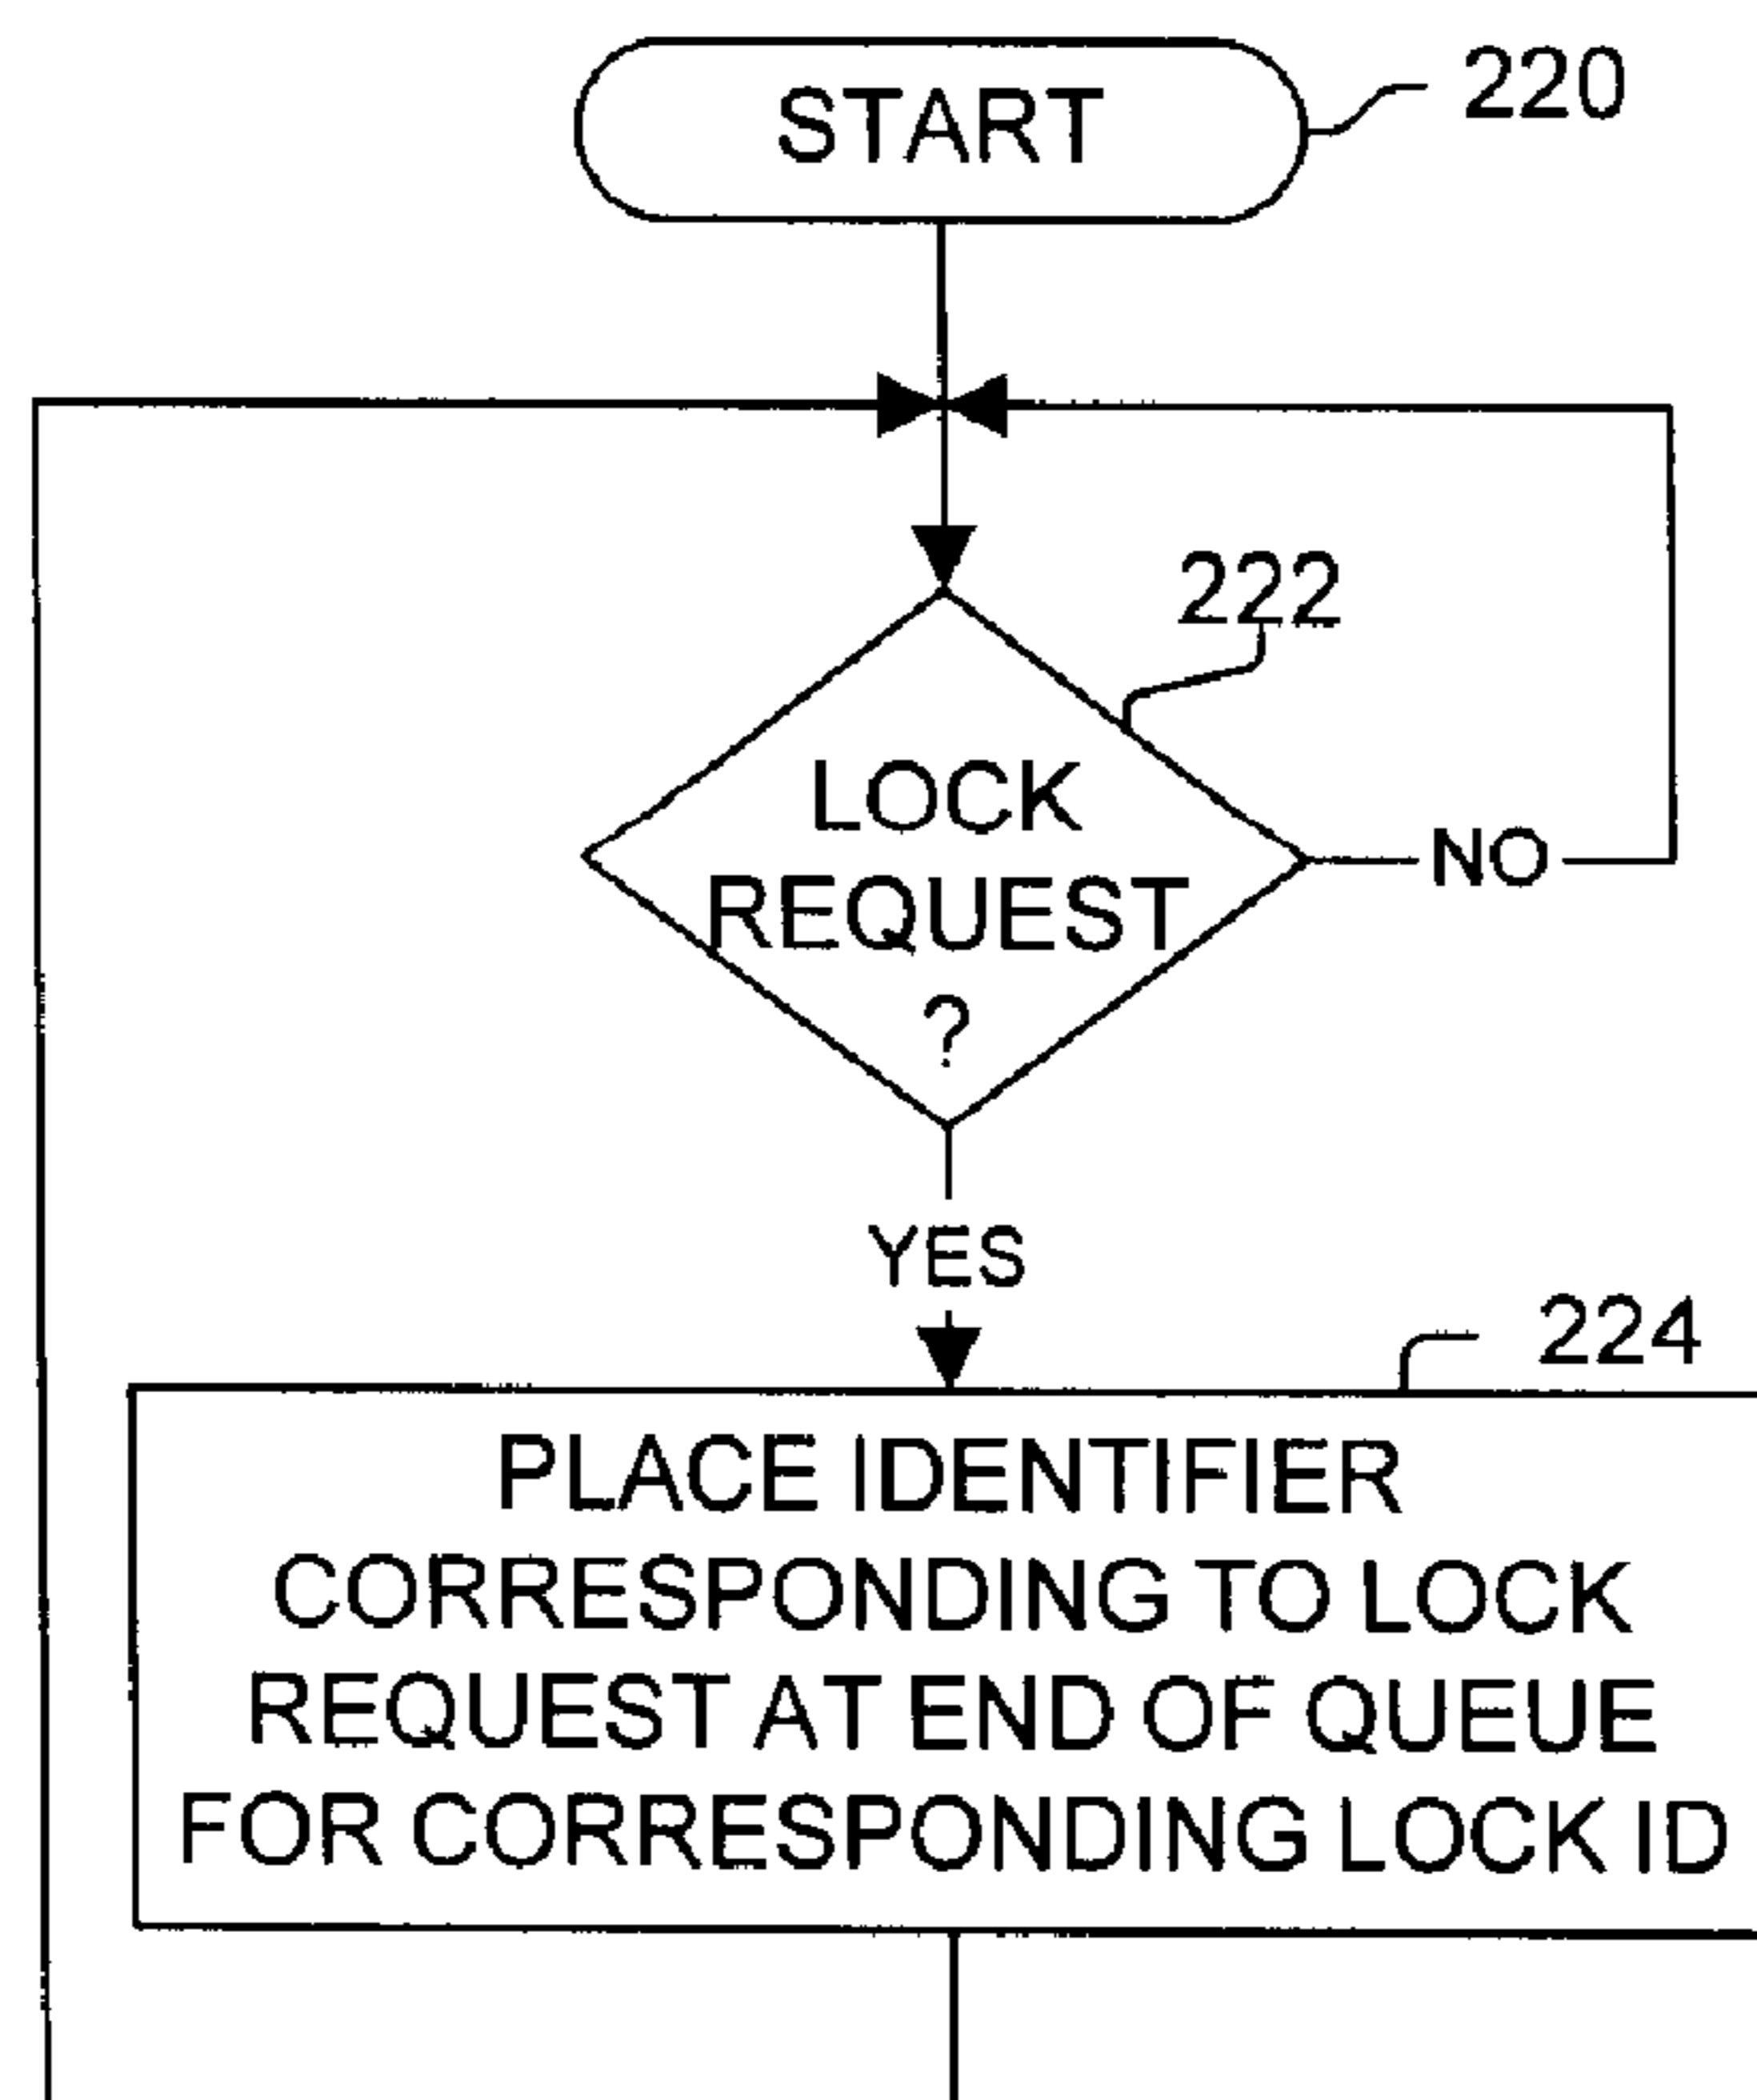 START
220
222
LOCK
REQUEST
?
NO
YES
224
PLACE IDENTIFIER
CORRESPONDING TO LOCK
REQUEST AT END OF QUEUE
FOR CORRESPONDING LOCK ID